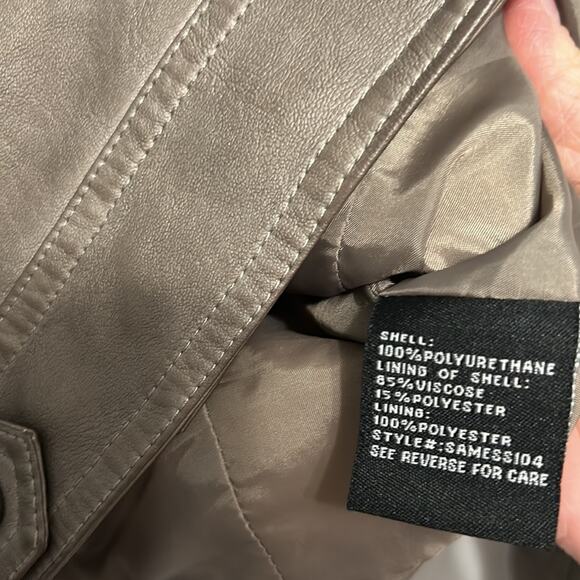 SHELL:
100%POLYURETHANE
LINING OF SHELL:
85%VISCOSE
15%POLYESTER
LINING:
100%POLYESTER
STYLE#:SAMESS104
SEE REVERSE FOR CARE